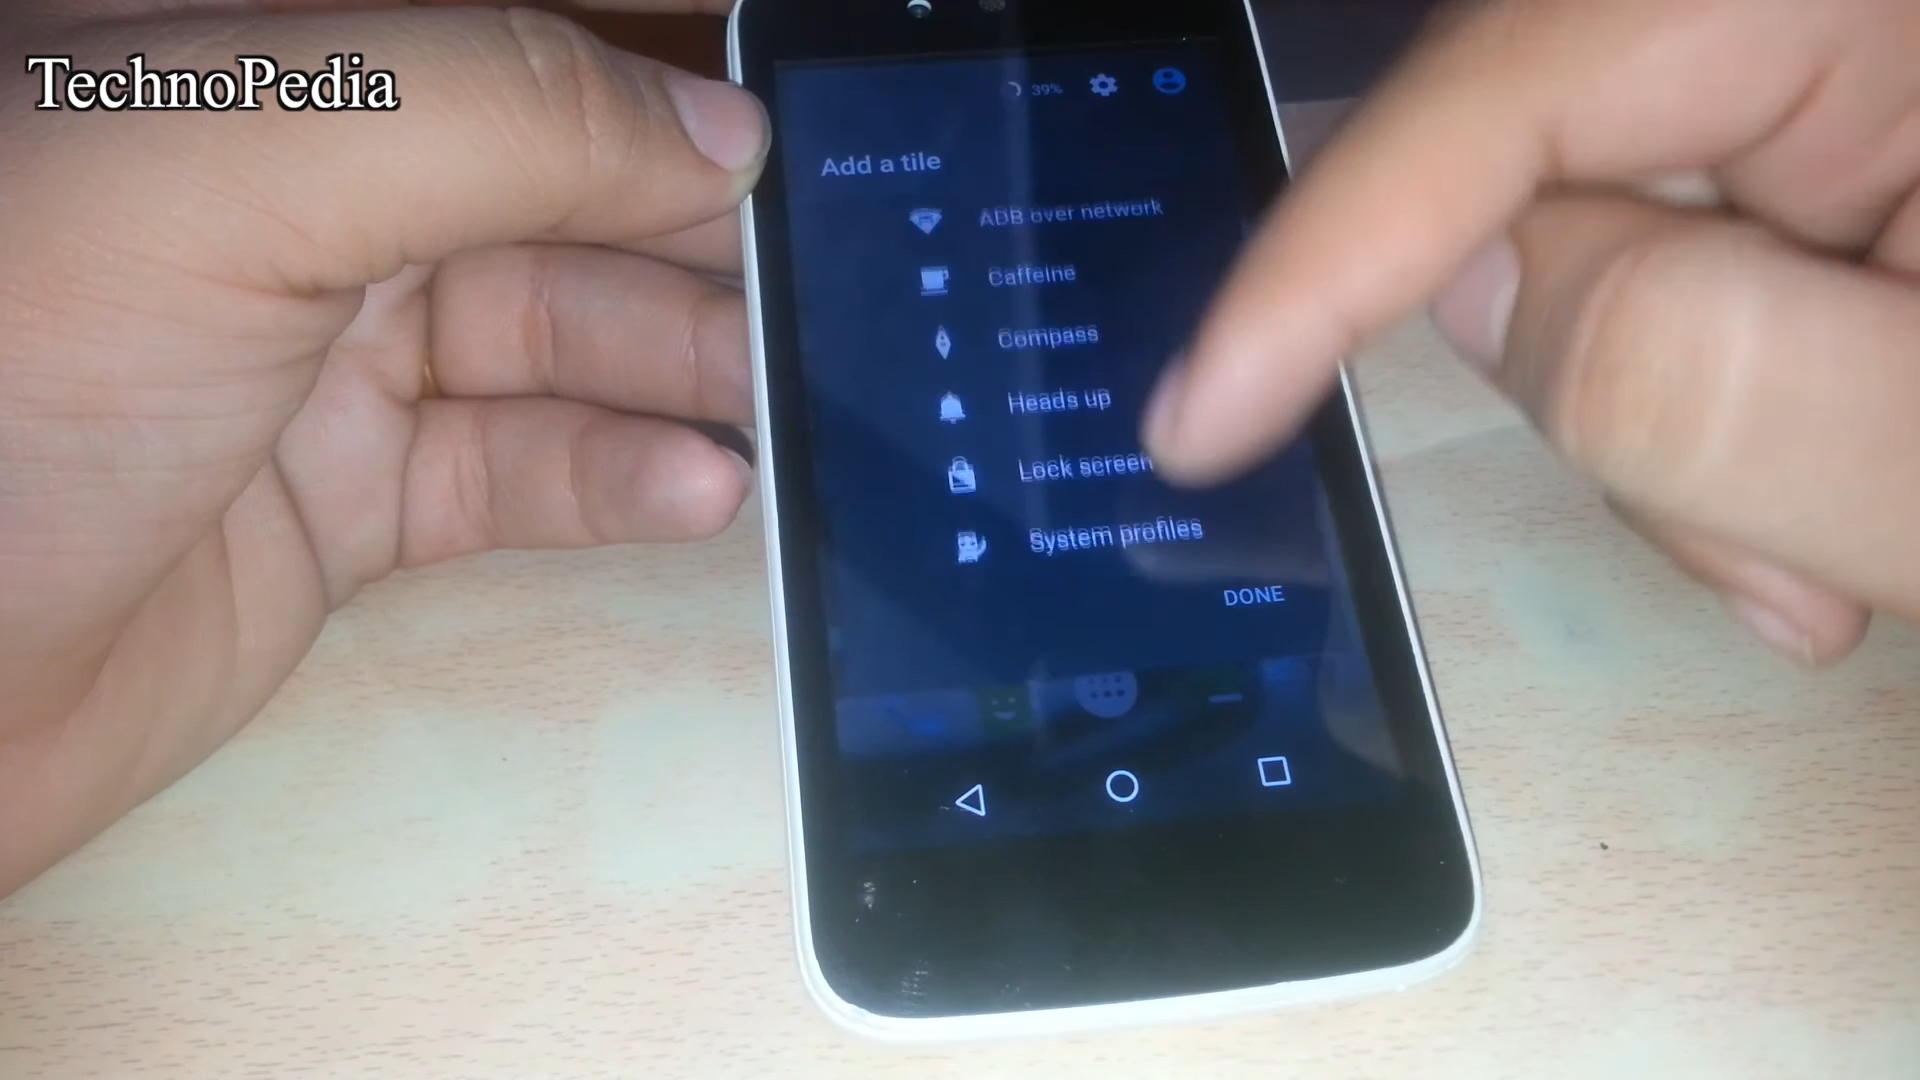 TechnoPedia
39%
Add a tile
ADB over network
Caffeine
Compass
Heads up
Lock screen
System profiles
DONE